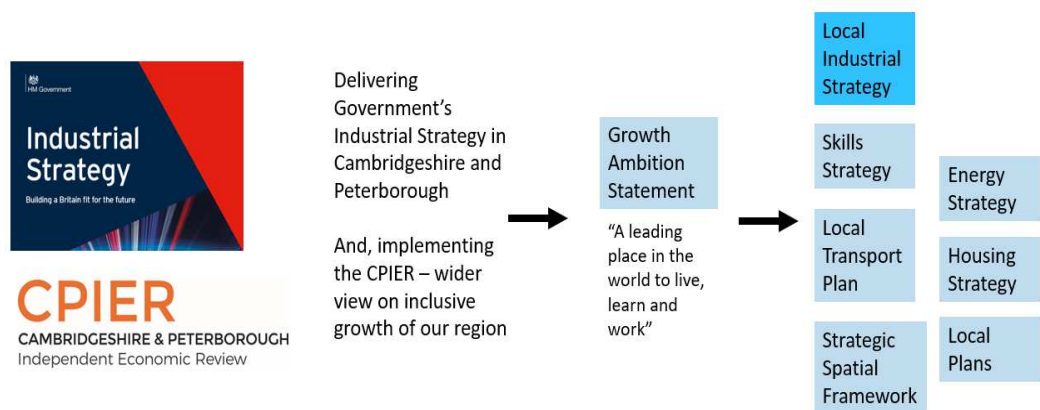 HM Government
Industrial
Strategy
Building a Britain fit for the future
CPIER
CAMBRIDGESHIRE & PETERBOROUGH
Independent Economic Review
Delivering
Government’s
Industrial Strategy in
Cambridgeshire and
Peterborough
And, implementing
the CPIER – wider
view on inclusive
growth of our region
Growth
Ambition
Statement
“A leading
place in the
world to live,
learn and
work”
Local
Industrial
Strategy
Skills
Strategy
Local
Transport
Plan
Strategic
Spatial
Framework
Energy
Strategy
Housing
Strategy
Local
Plans